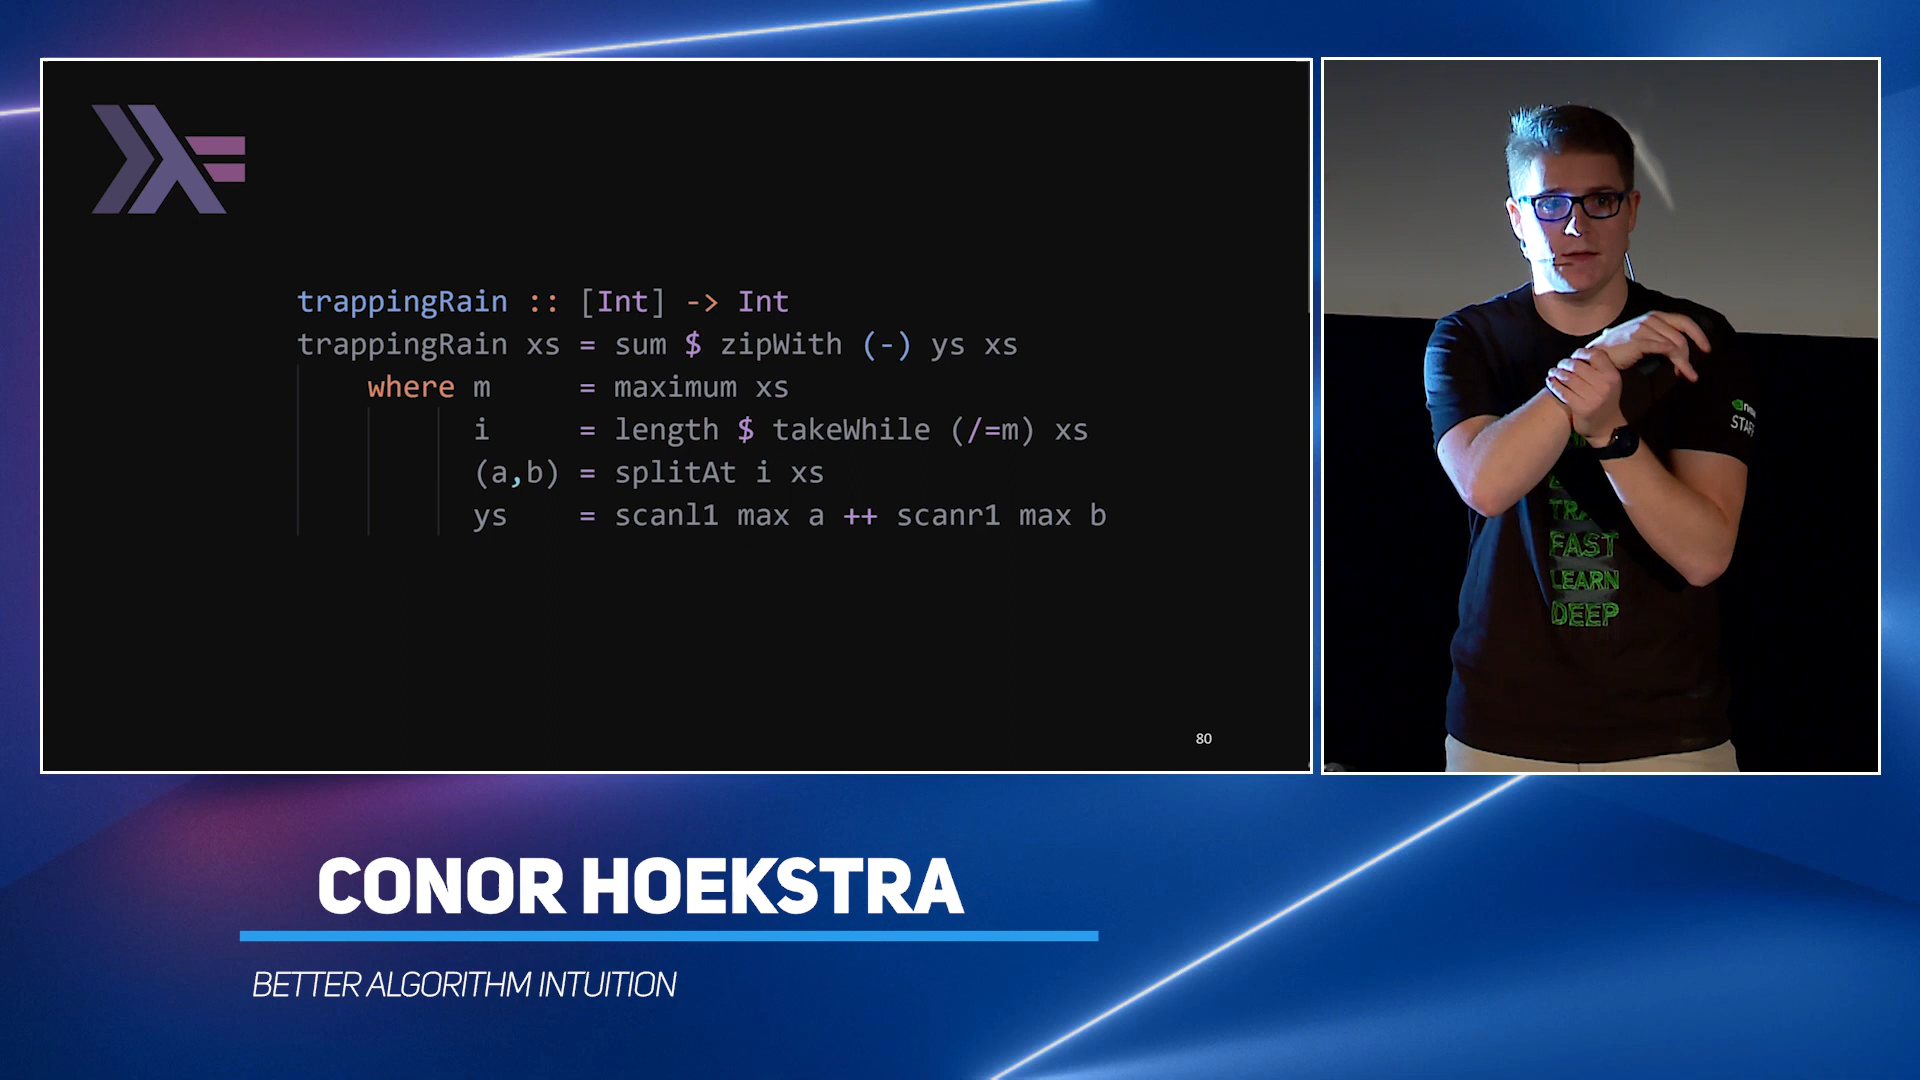 trappingRain :: [Int] -> Int
trappingRain xs = sum $ zipWith (-) ys xs
where m = maximum xs
i = length $ takeWhile (/=m) xs
(a,b) = splitAt i xs
ys = scanl1 max a ++ scanr1 max b
80
STAFF
FAST
LEARN
DEEP
CONOR HOEKSTRA
BETTER ALGORITHM INTUITION